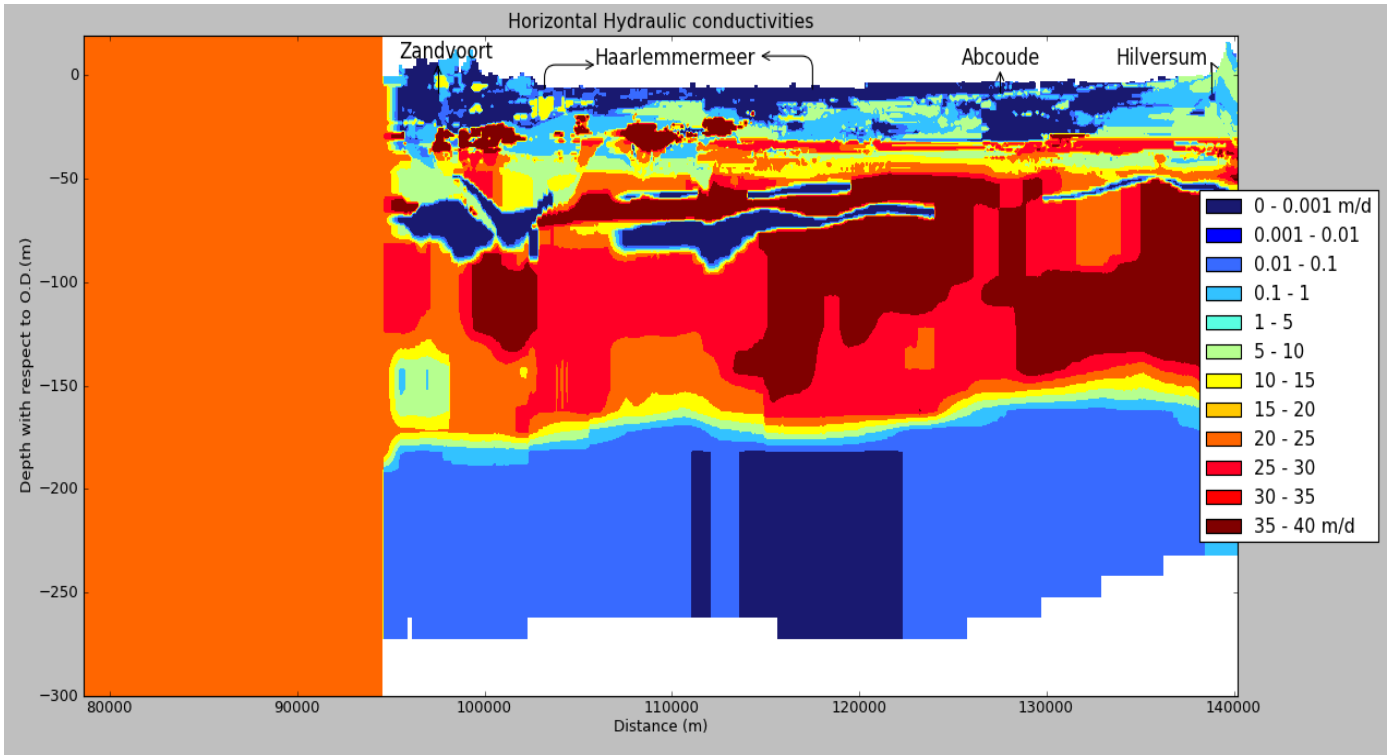 Horizontal Hydraulic conductivities
Zandvoort
Haarlemmermeer
Abcoude
Hilversum
Depth with respect to O.D.(m)
0
−50
−100
−150
−200
−250
−300
0 - 0.001 m/d
0.001 - 0.01
0.01 - 0.1
0.1 - 1
1 - 5
5 - 10
10 - 15
15 - 20
20 - 25
25 - 30
30 - 35
35 - 40 m/d
80000 90000 100000 110000 120000 130000 140000
Distance (m)